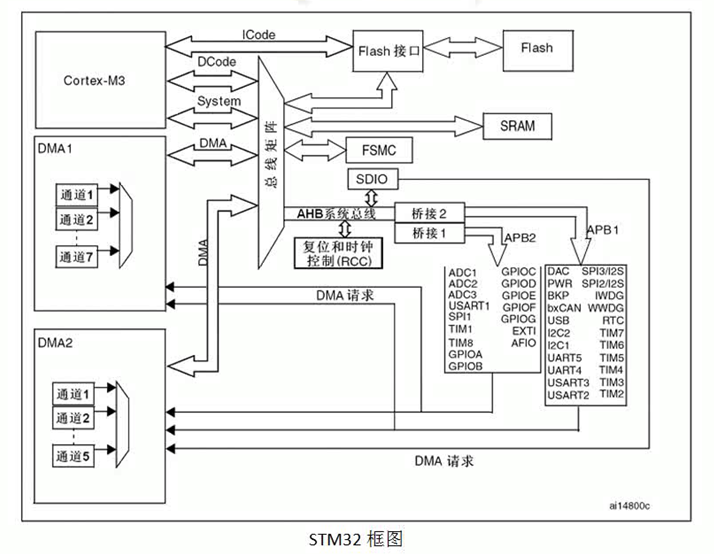 ICode
Flash 接口
Flash
Cortex-M3
DCode
System
DMA
总线矩阵
SRAM
FSMC
SDIO
DMA1
通道1
通道2
通道7
AHB系统总线
桥接 2
桥接 1
复位和时钟
控制(RCC)
APB2
APB1
DMA
DMA 请求
ADC1
ADC2
ADC3
USART1
SPI1
TIM1
TIM8
GPIOA
GPIOB
GPIOC
GPIOD
GPIOE
GPIOF
GPIOG
EXTI
AFIO
DAC
PWR
BKP
bxCAN
USB
I2C2
I2C1
UART5
UART4
USART3
USART2
SPI3/I2S
SPI2/I2S
IWDG
WWDG
RTC
TIM7
TIM6
TIM5
TIM4
TIM3
TIM2
DMA2
通道1
通道2
通道5
DMA 请求
ai14800c
STM32 框图